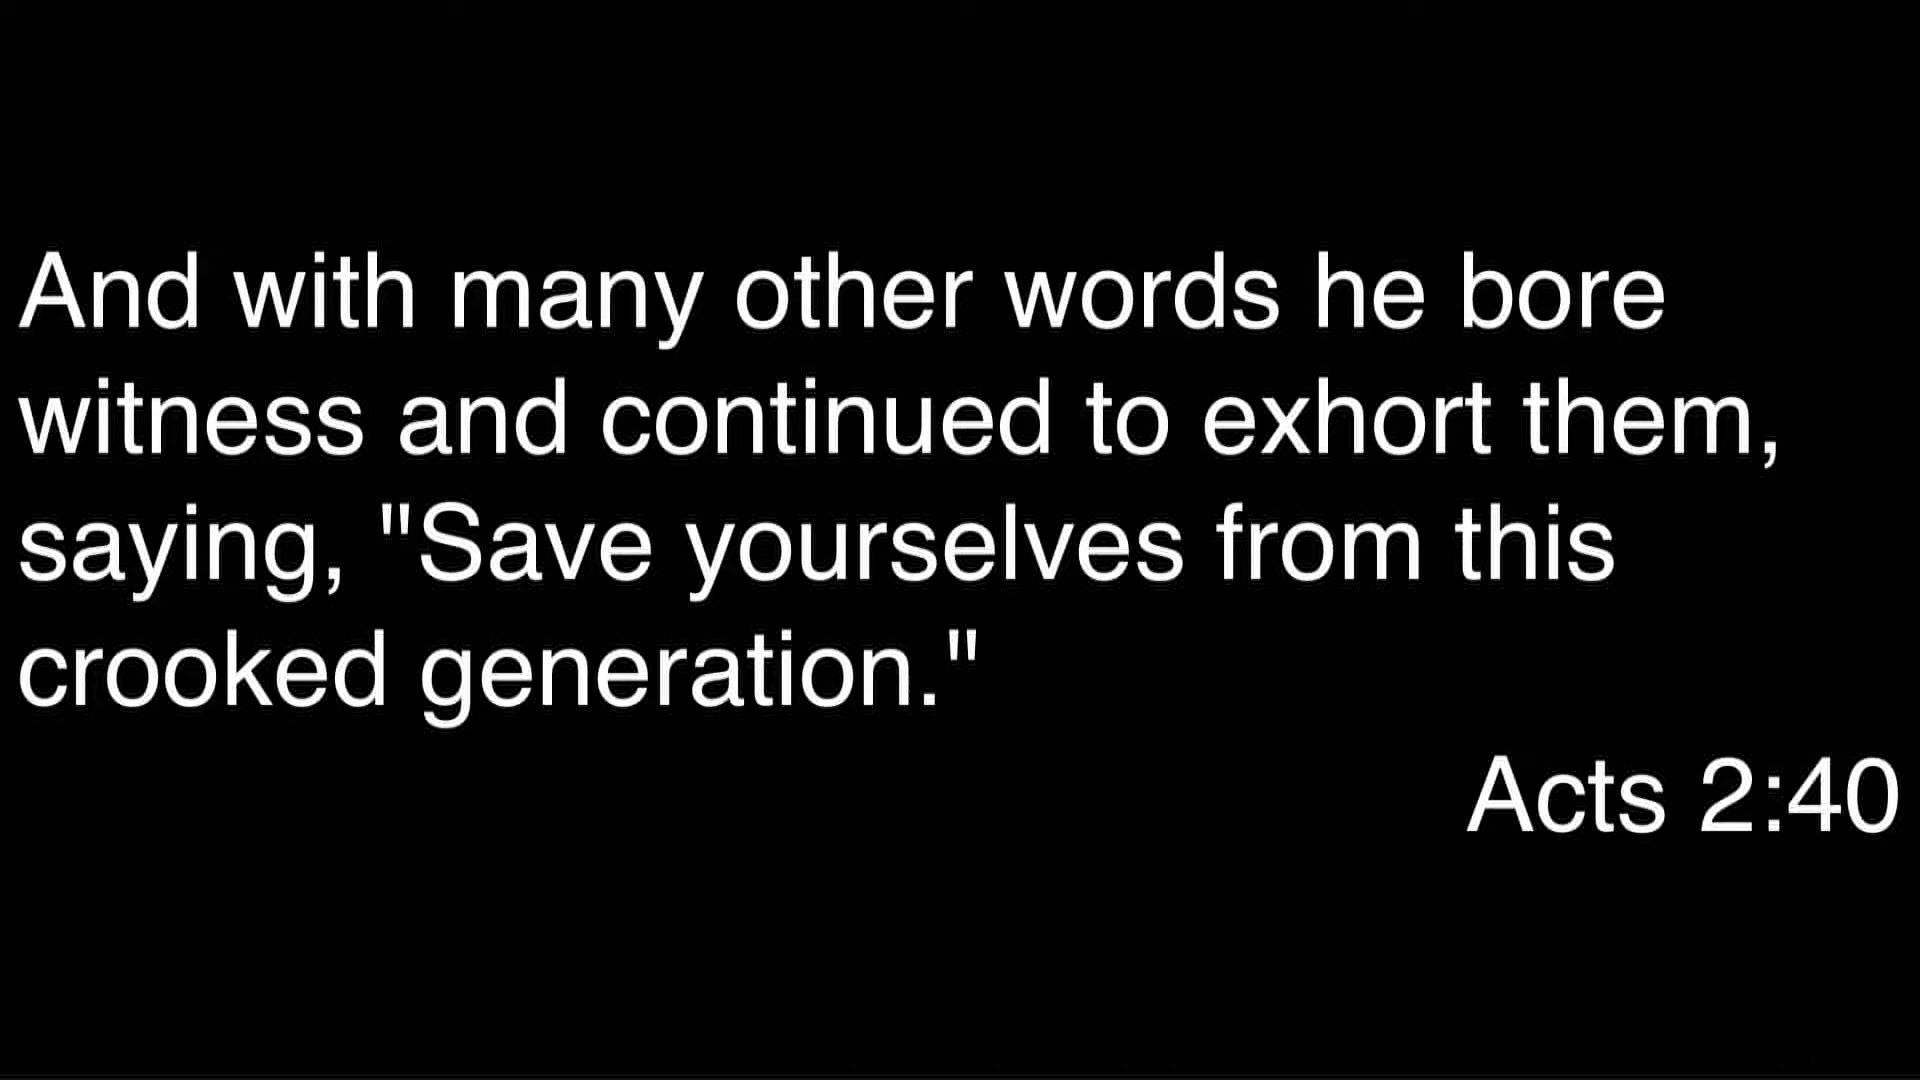 And with many other words he bore
witness and continued to exhort them,
saying, "Save yourselves from this
crooked generation."
Acts 2:40